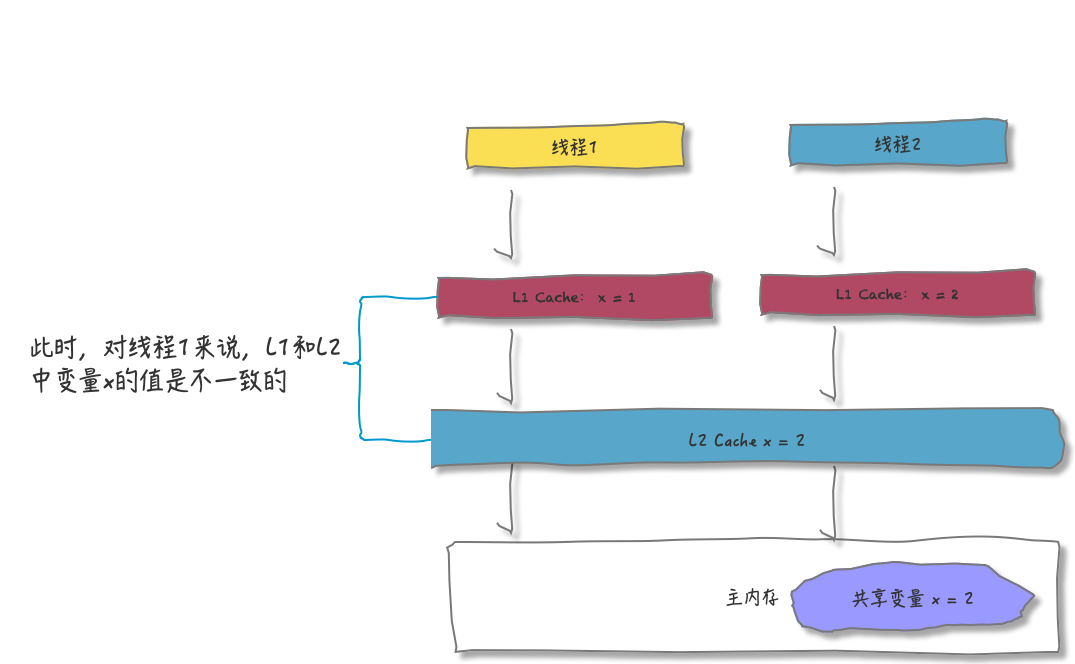 线程1
线程2
L1 Cache: x = 1
L1 Cache: x = 2
此时，对线程1来说，L1和L2
中变量x的值是不一致的
L2 Cache x = 2
主内存
共享变量 x = 2